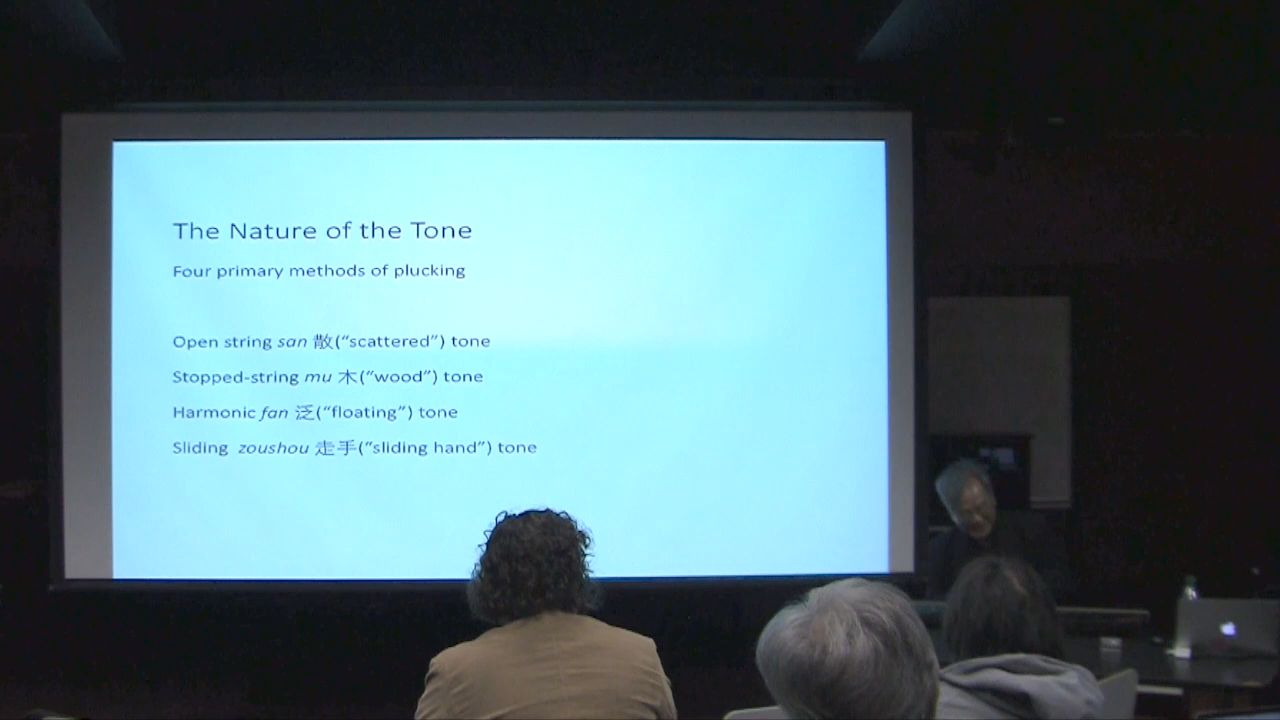 The Nature of the Tone
Four primary methods of plucking
Open string san 散(“scattered”) tone
Stopped-string mu 木(“wood”) tone
Harmonic fan 泛(“floating”) tone
Sliding zoushou 走手(“sliding hand”) tone